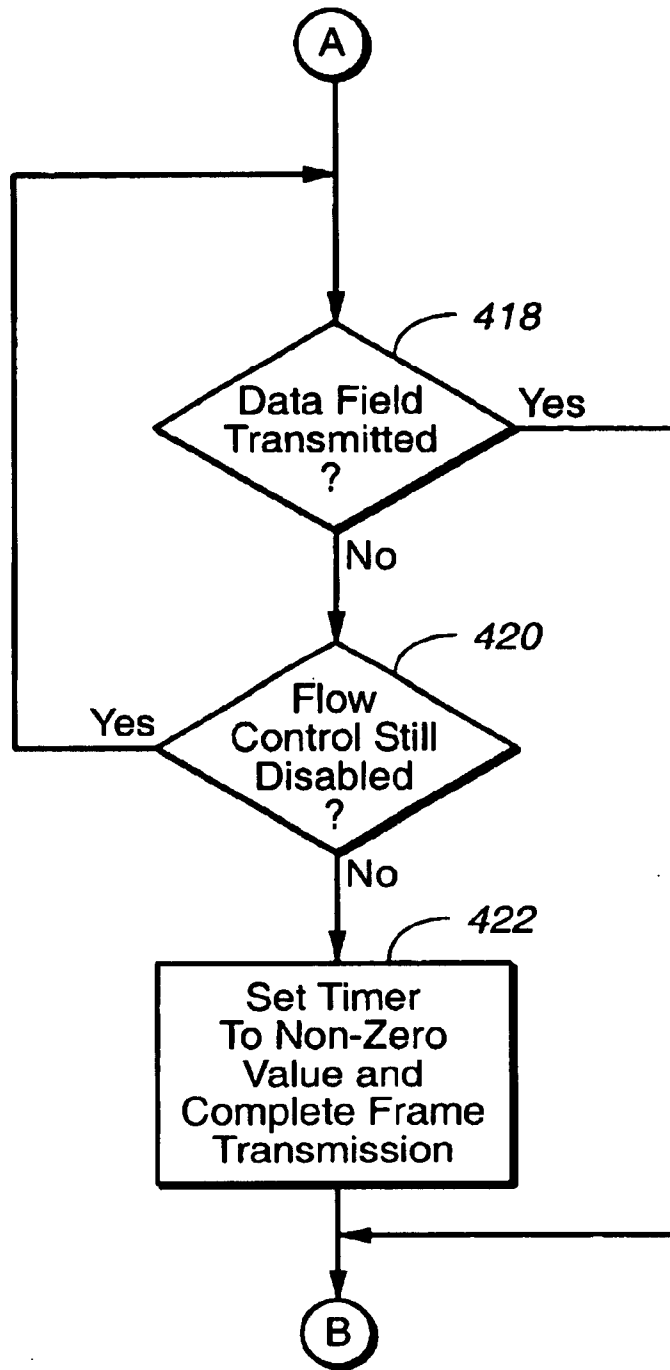 A
418
Data Field
Transmitted
?
Yes
No
420
Flow
Control Still
Disabled
?
Yes
No
422
Set Timer
To Non-Zero
Value and
Complete Frame
Transmission
B